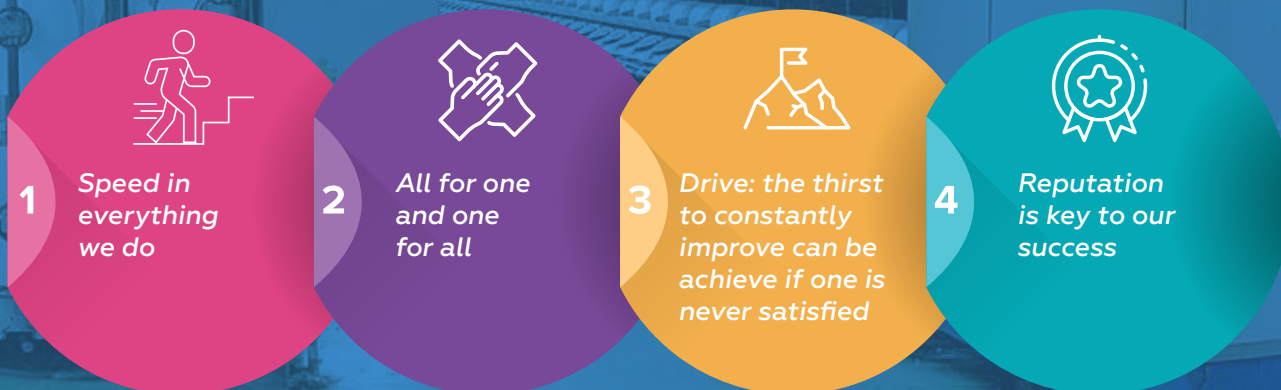 1
Speed in
everything
we do
2
All for one
and one
for all
3
Drive: the thirst
to constantly
improve can be
achieve if one is
never satisfied
4
Reputation
is key to our
success